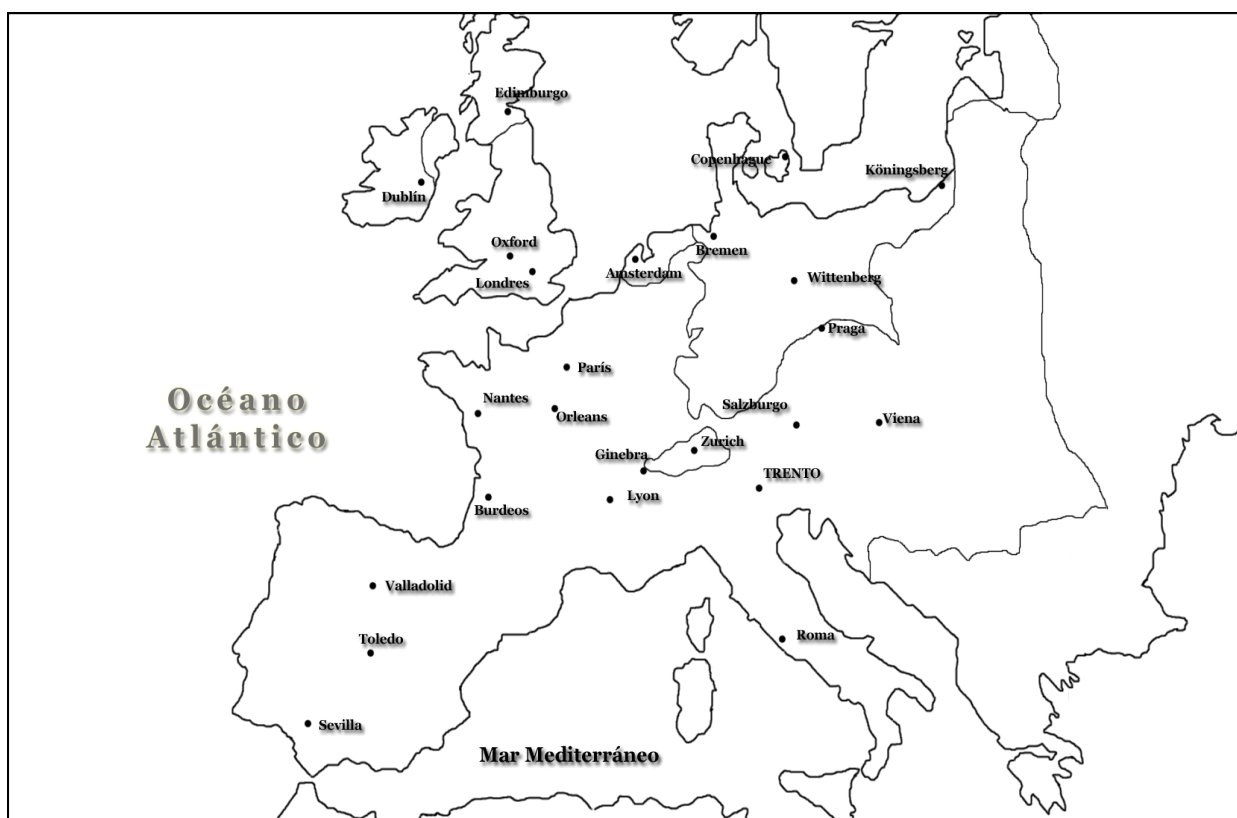 Edimburgo
Copenhague
Köningsberg
Dublín
Oxford
Bremen
Amsterdam
Londres
Wittenberg
Praga
París
Océano
Atlántico
Nantes
Orleans
Salzburgo
Viena
Ginebra
Zurich
TRENTO
Lyon
Burdeos
Valladolid
Toledo
Roma
Sevilla
Mar Mediterráneo